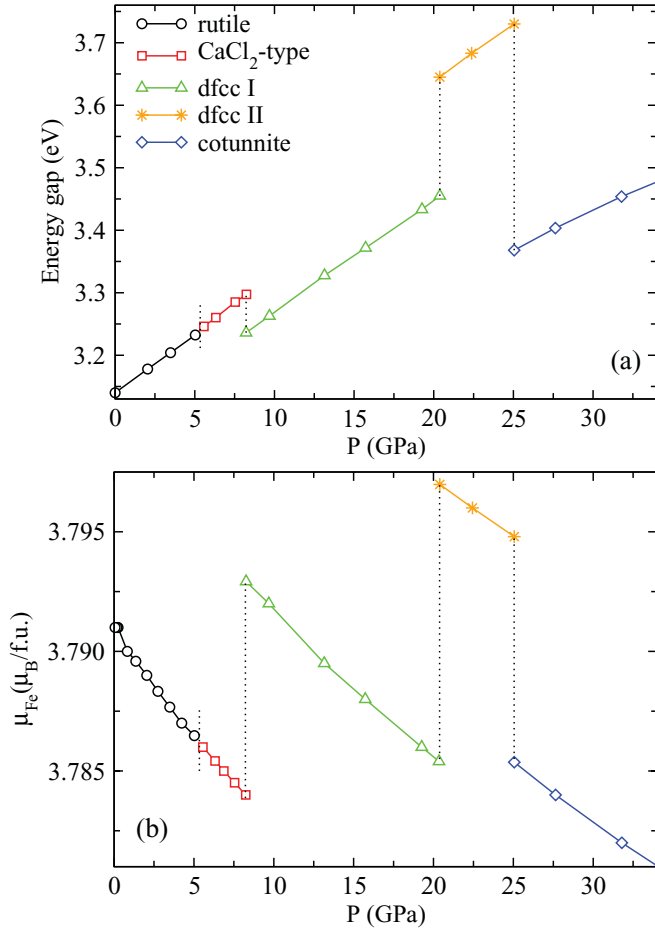 3.7
3.6
3.5
3.4
3.3
3.2
Energy gap (eV)
rutile
CaCl₂-type
dfcc I
dfcc II
cotunnite
(a)
0 5 10 15 20 25 30
P (GPa)
3.795
3.790
3.785
μ_Fe(μ_B/f.u.)
(b)
0 5 10 15 20 25 30
P (GPa)